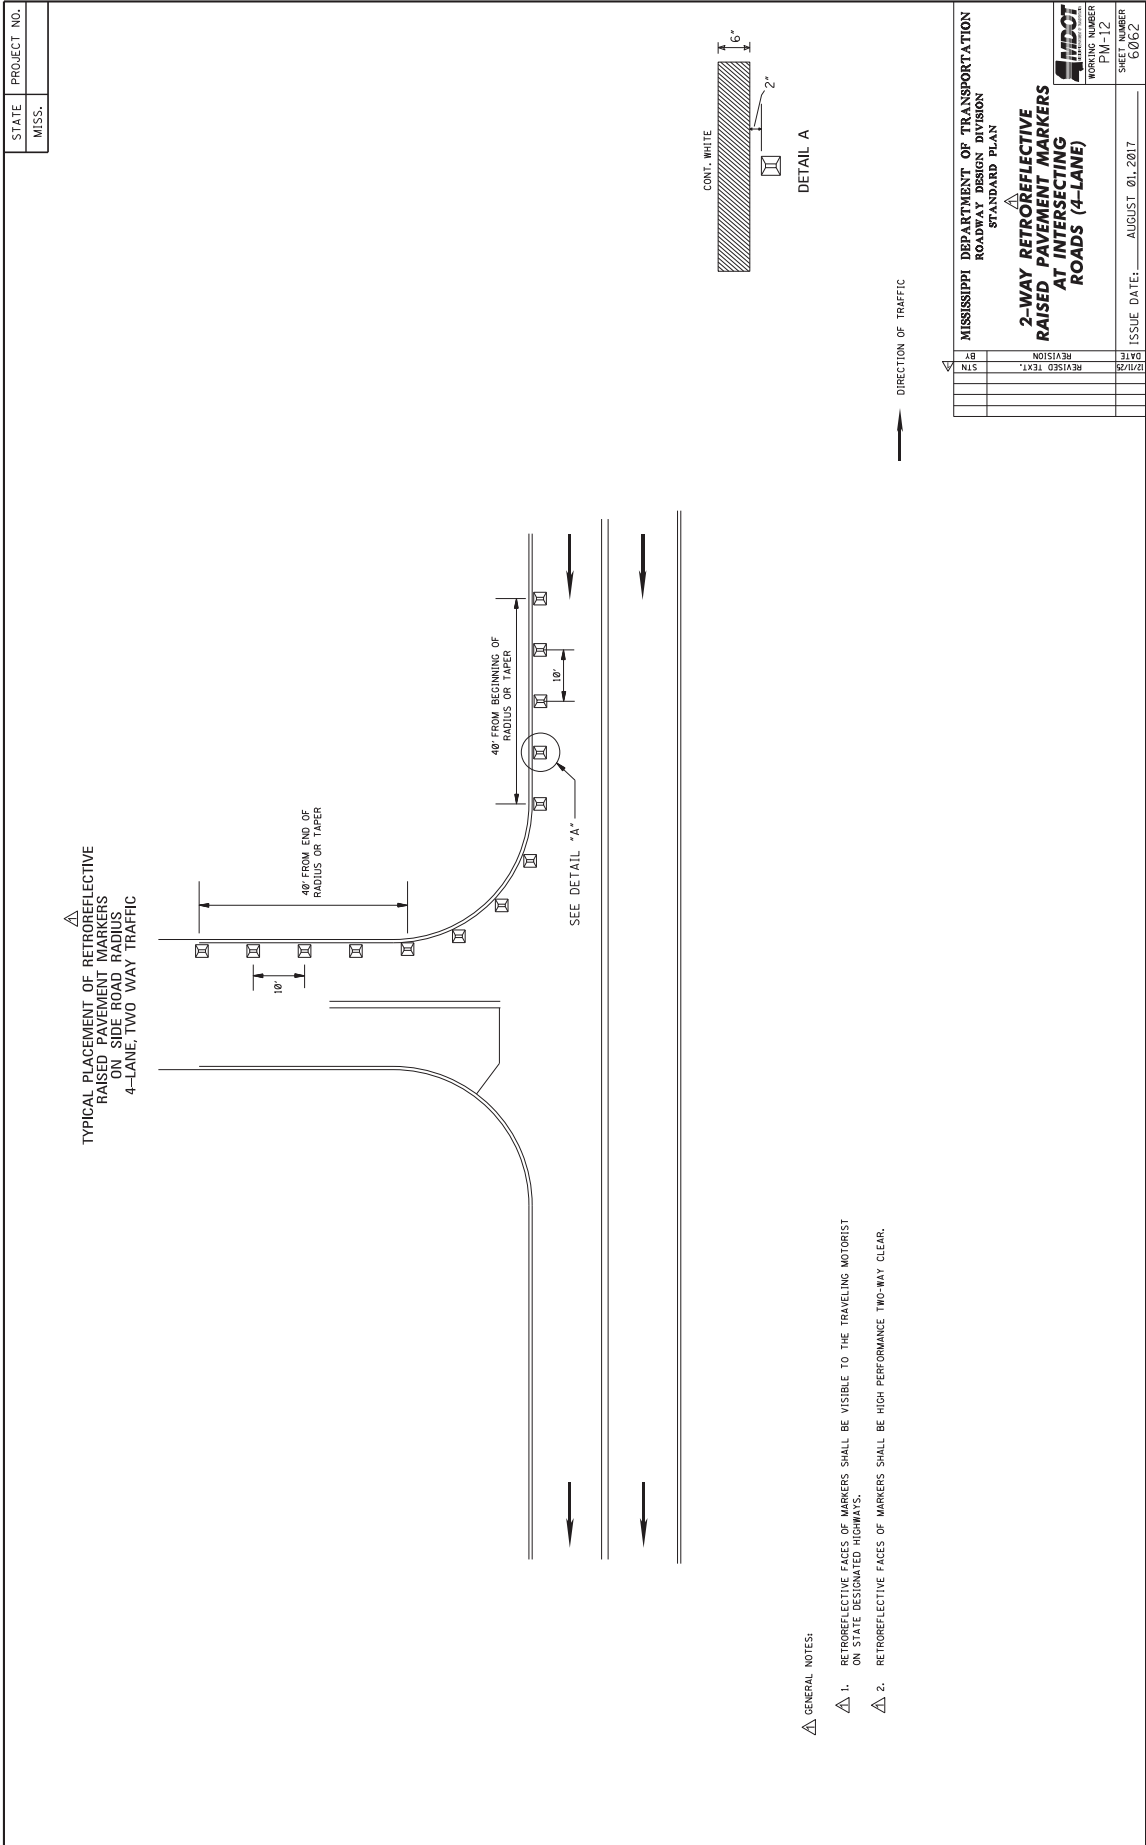 STATE
PROJECT NO.
MISS.
TYPICAL PLACEMENT OF RETROREFLECTIVE
RAISED PAVEMENT MARKERS
ON SIDE ROAD RADIUS
4-LANE, TWO WAY TRAFFIC
40' FROM END OF
RADIUS OR TAPER
10'
40' FROM BEGINNING OF
RADIUS OR TAPER
10'
SEE DETAIL "A"
CONT. WHITE
6"
2"
DETAIL A
DIRECTION OF TRAFFIC
GENERAL NOTES:
1. RETROREFLECTIVE FACES OF MARKERS SHALL BE VISIBLE TO THE TRAVELING MOTORIST
ON STATE DESIGNATED HIGHWAYS.
2. RETROREFLECTIVE FACES OF MARKERS SHALL BE HIGH PERFORMANCE TWO-WAY CLEAR.
BY
REVISION
DATE
STN
REVISED TEXT.
12/11/25
MISSISSIPPI DEPARTMENT OF TRANSPORTATION
ROADWAY DESIGN DIVISION
STANDARD PLAN
2-WAY RETROREFLECTIVE
RAISED PAVEMENT MARKERS
AT INTERSECTING
ROADS (4-LANE)
MDOT
WORKING NUMBER
PM-12
ISSUE DATE: AUGUST 01, 2017
SHEET NUMBER
6062